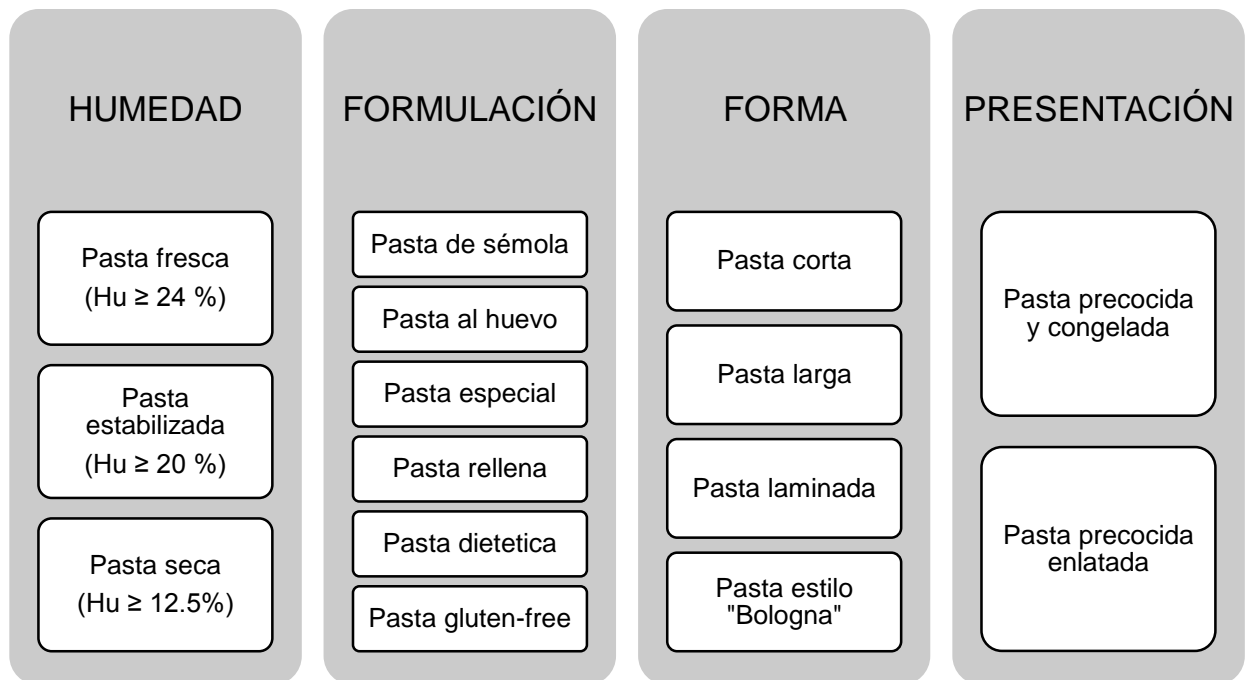 HUMEDAD
Pasta fresca
(Hu ≥ 24 %)
Pasta
estabilizada
(Hu ≥ 20 %)
Pasta seca
(Hu ≥ 12.5%)
FORMULACIÓN
Pasta de sémola
Pasta al huevo
Pasta especial
Pasta rellena
Pasta dietetica
Pasta gluten-free
FORMA
Pasta corta
Pasta larga
Pasta laminada
Pasta estilo
"Bologna"
PRESENTACIÓN
Pasta precocida
y congelada
Pasta precocida
enlatada